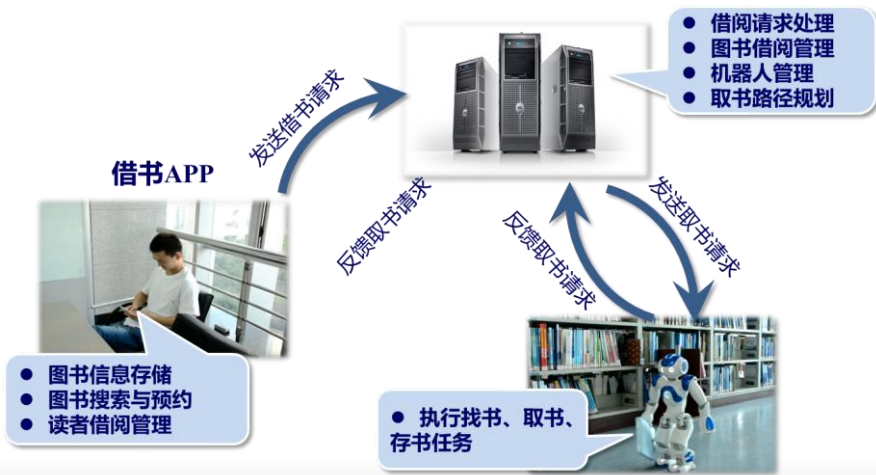 ● 借阅请求处理
● 图书借阅管理
● 机器人管理
● 取书路径规划
发送借书请求
借书APP
反馈取书请求
发送取书请求
反馈取书请求
● 图书信息存储
● 图书搜索与预约
● 读者借阅管理
● 执行找书、取书、
存书任务